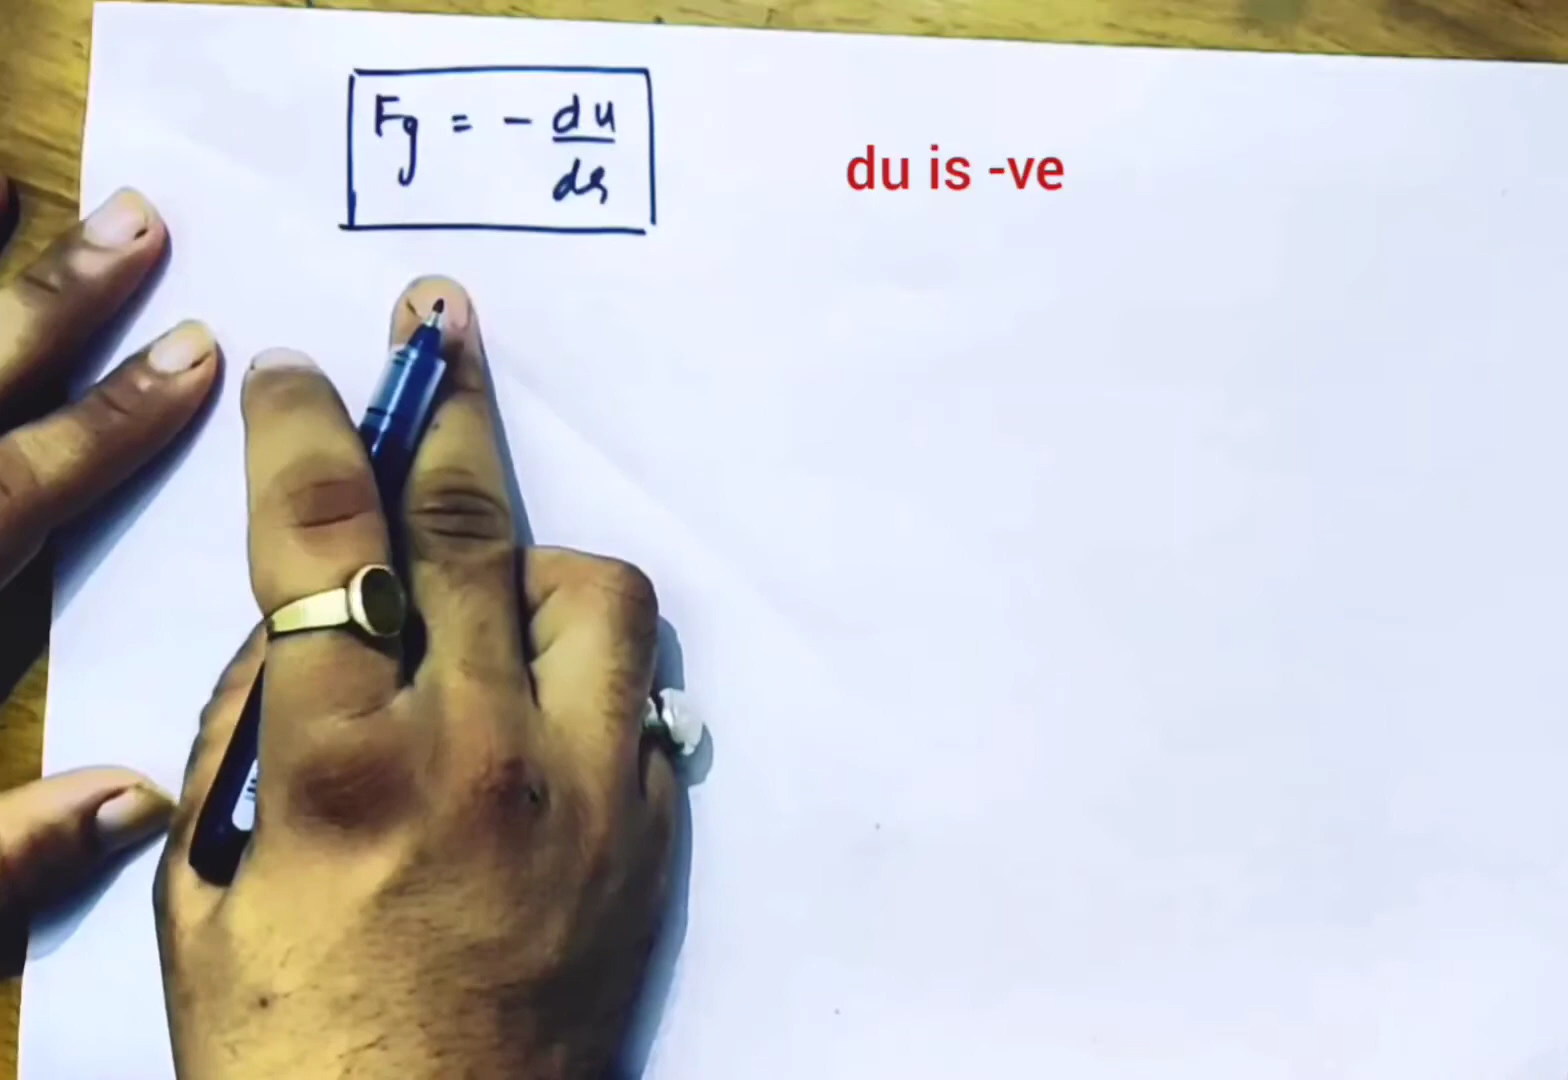 Fg = - du/dr
du is -ve